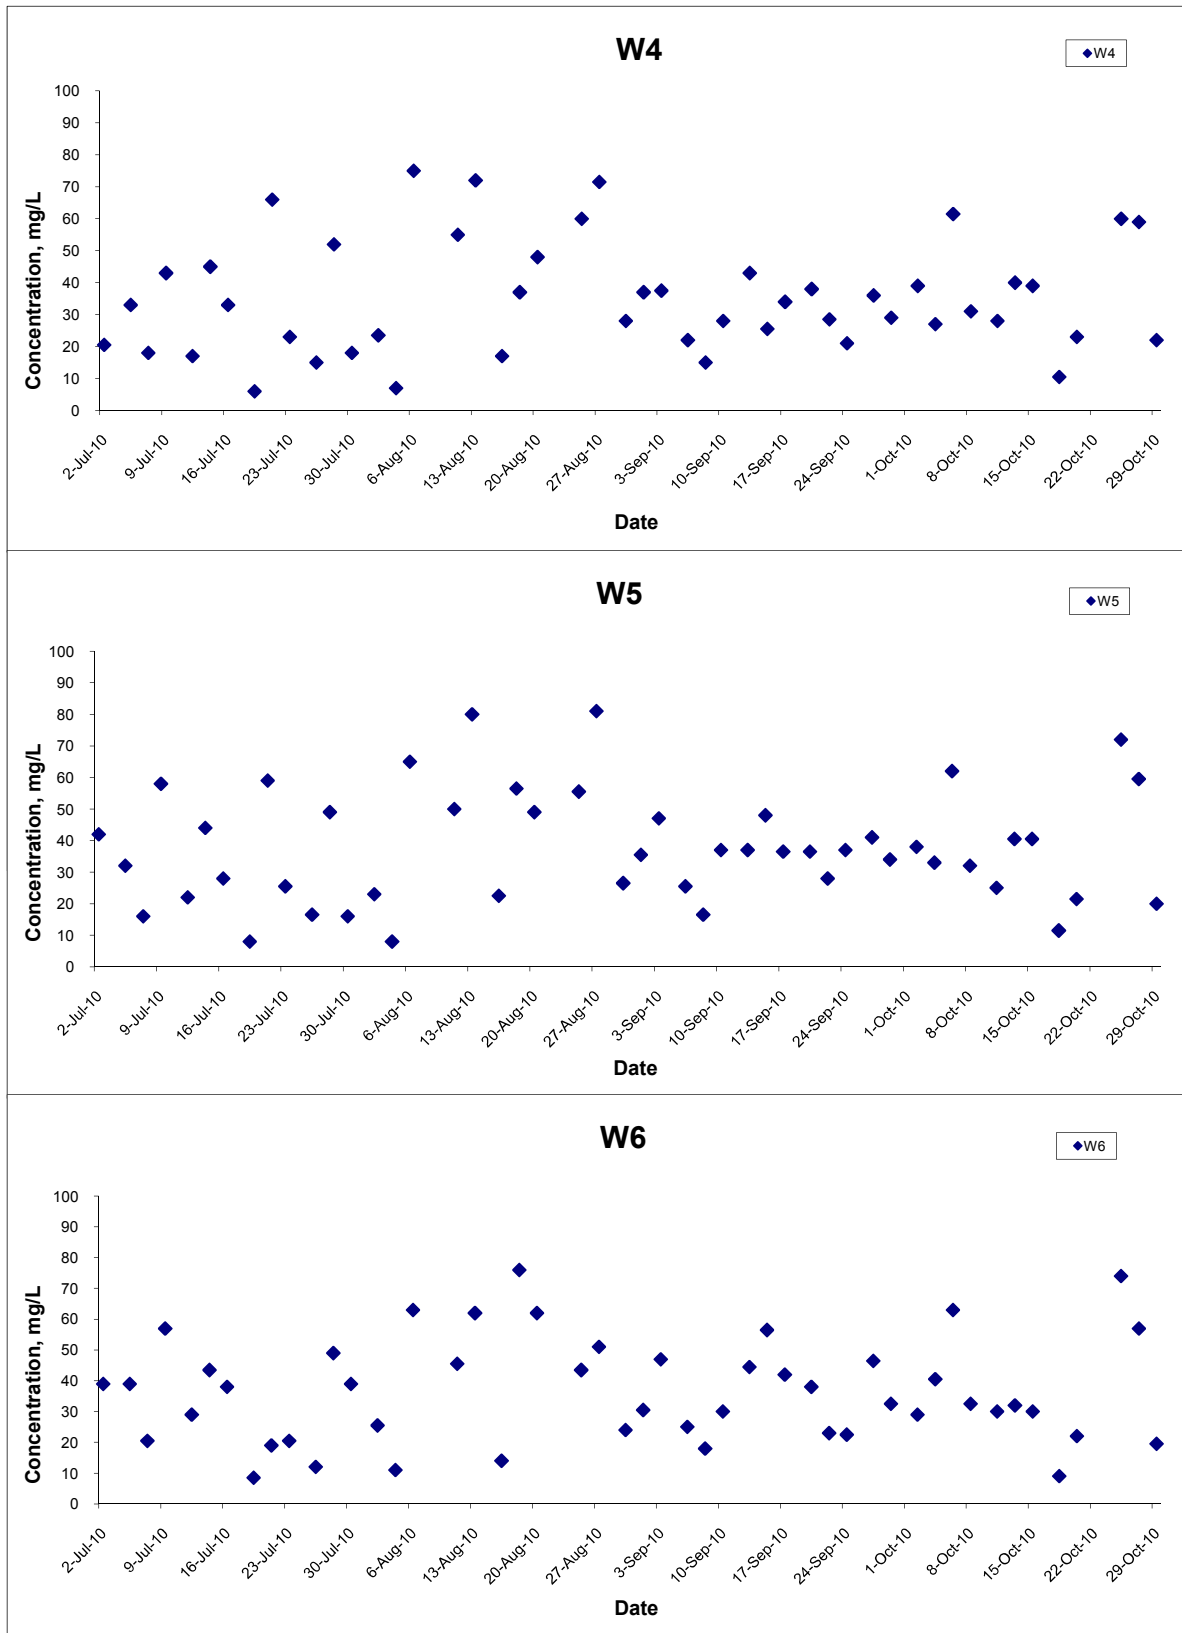 W4
W4
100
90
80
70
60
50
40
30
20
10
0
Concentration, mg/L
2-Jul-10
9-Jul-10
16-Jul-10
23-Jul-10
30-Jul-10
6-Aug-10
13-Aug-10
20-Aug-10
27-Aug-10
3-Sep-10
10-Sep-10
17-Sep-10
24-Sep-10
1-Oct-10
8-Oct-10
15-Oct-10
22-Oct-10
29-Oct-10
Date
W5
W5
100
90
80
70
60
50
40
30
20
10
0
Concentration, mg/L
2-Jul-10
9-Jul-10
16-Jul-10
23-Jul-10
30-Jul-10
6-Aug-10
13-Aug-10
20-Aug-10
27-Aug-10
3-Sep-10
10-Sep-10
17-Sep-10
24-Sep-10
1-Oct-10
8-Oct-10
15-Oct-10
22-Oct-10
29-Oct-10
Date
W6
W6
100
90
80
70
60
50
40
30
20
10
0
Concentration, mg/L
2-Jul-10
9-Jul-10
16-Jul-10
23-Jul-10
30-Jul-10
6-Aug-10
13-Aug-10
20-Aug-10
27-Aug-10
3-Sep-10
10-Sep-10
17-Sep-10
24-Sep-10
1-Oct-10
8-Oct-10
15-Oct-10
22-Oct-10
29-Oct-10
Date